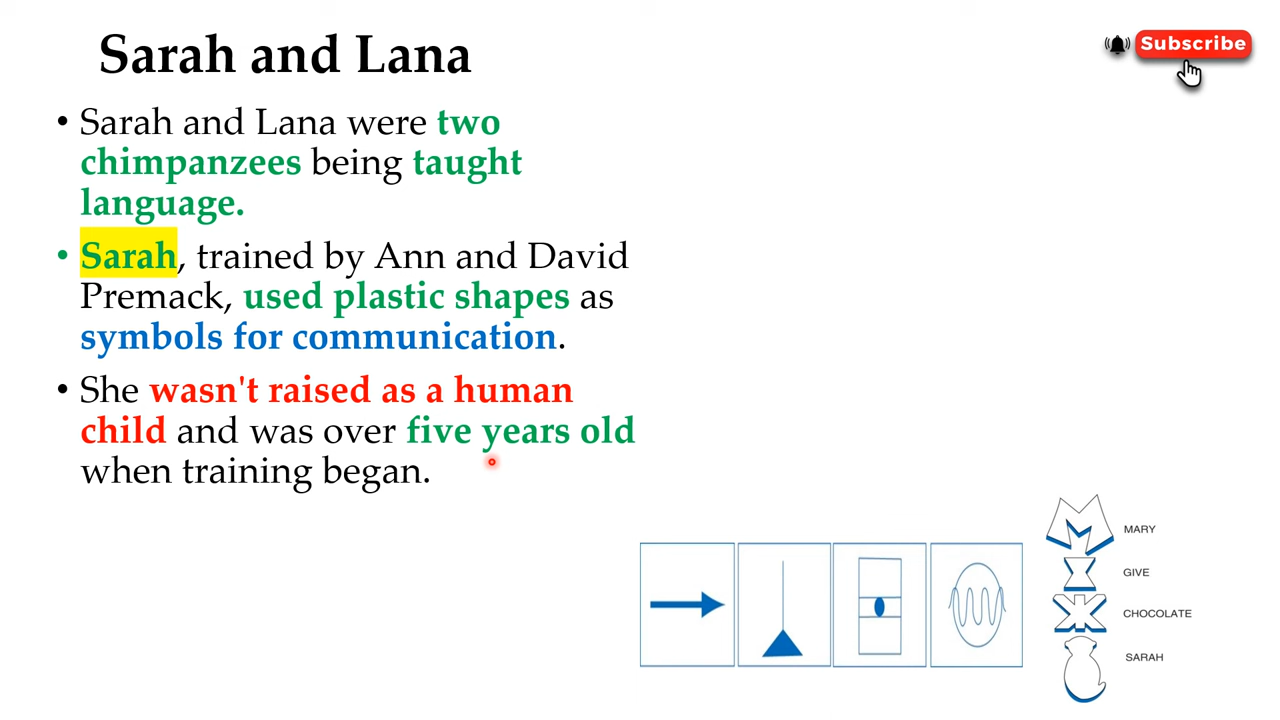 Sarah and Lana
Subscribe
• Sarah and Lana were two
chimpanzees being taught
language.
• Sarah, trained by Ann and David
Premack, used plastic shapes as
symbols for communication.
• She wasn't raised as a human
child and was over five years old
when training began.
MARY
GIVE
CHOCOLATE
SARAH